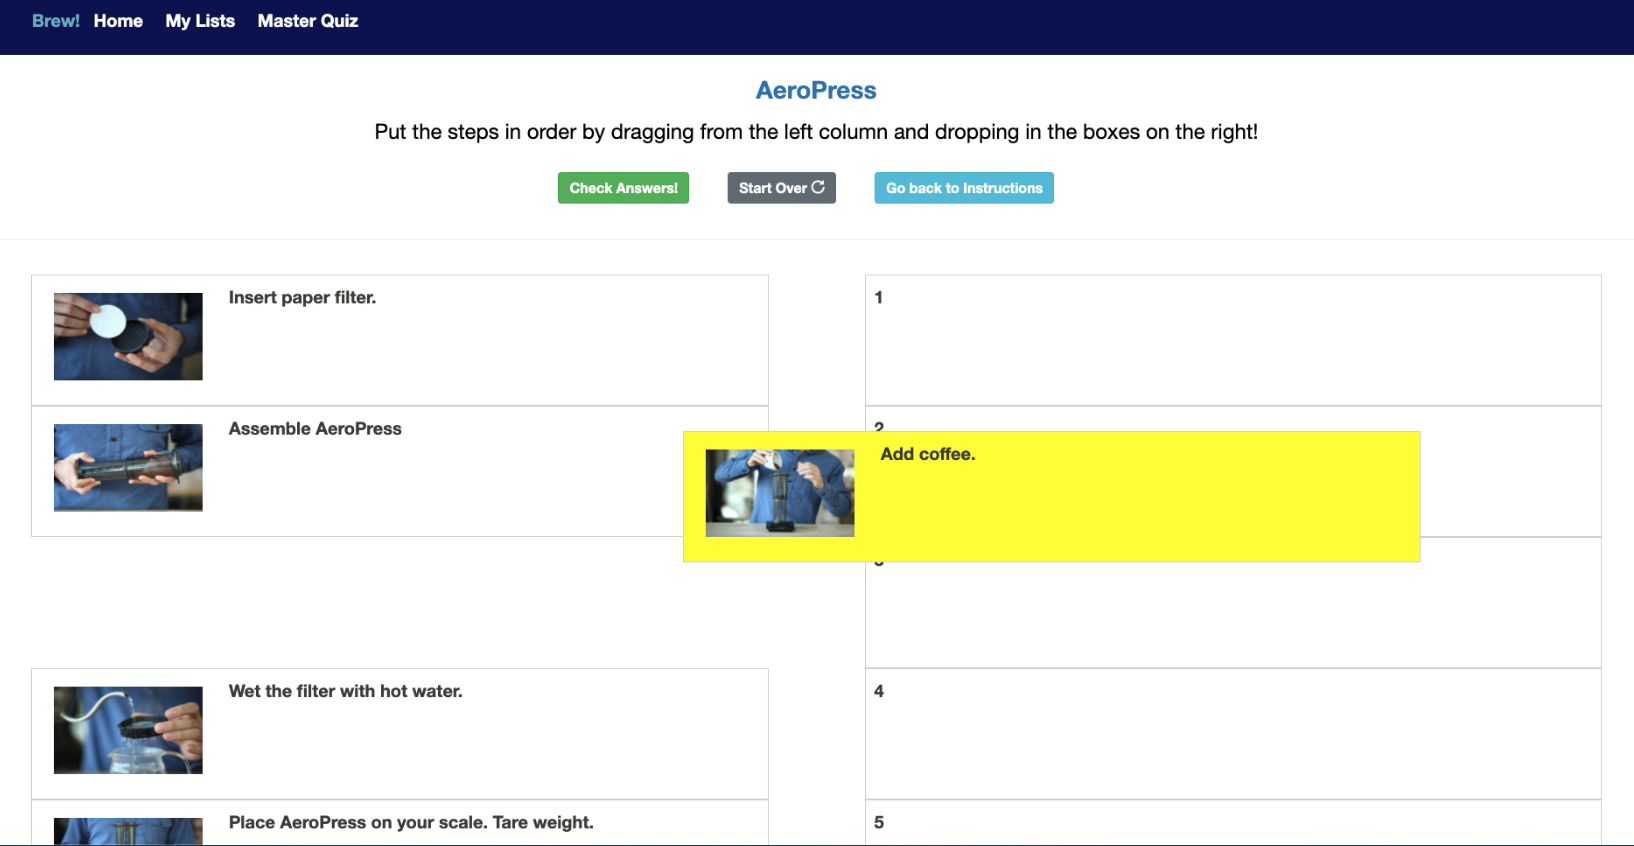 Brew! Home My Lists Master Quiz
AeroPress
Put the steps in order by dragging from the left column and dropping in the boxes on the right!
Check Answers! Start Over Go back to Instructions
Insert paper filter.
1
Assemble AeroPress
2
Add coffee.
Wet the filter with hot water.
4
Place AeroPress on your scale. Tare weight.
5